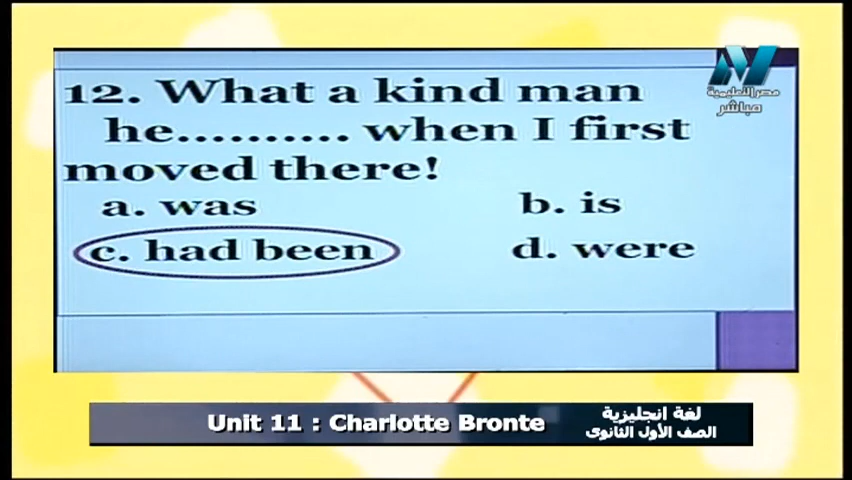 مصر التعليمية
مباشر
12. What a kind man
he.......... when I first
moved there!
a. was
b. is
c. had been
d. were
لغة انجليزية
Unit 11 : Charlotte Bronte
الصف الأول الثانوى